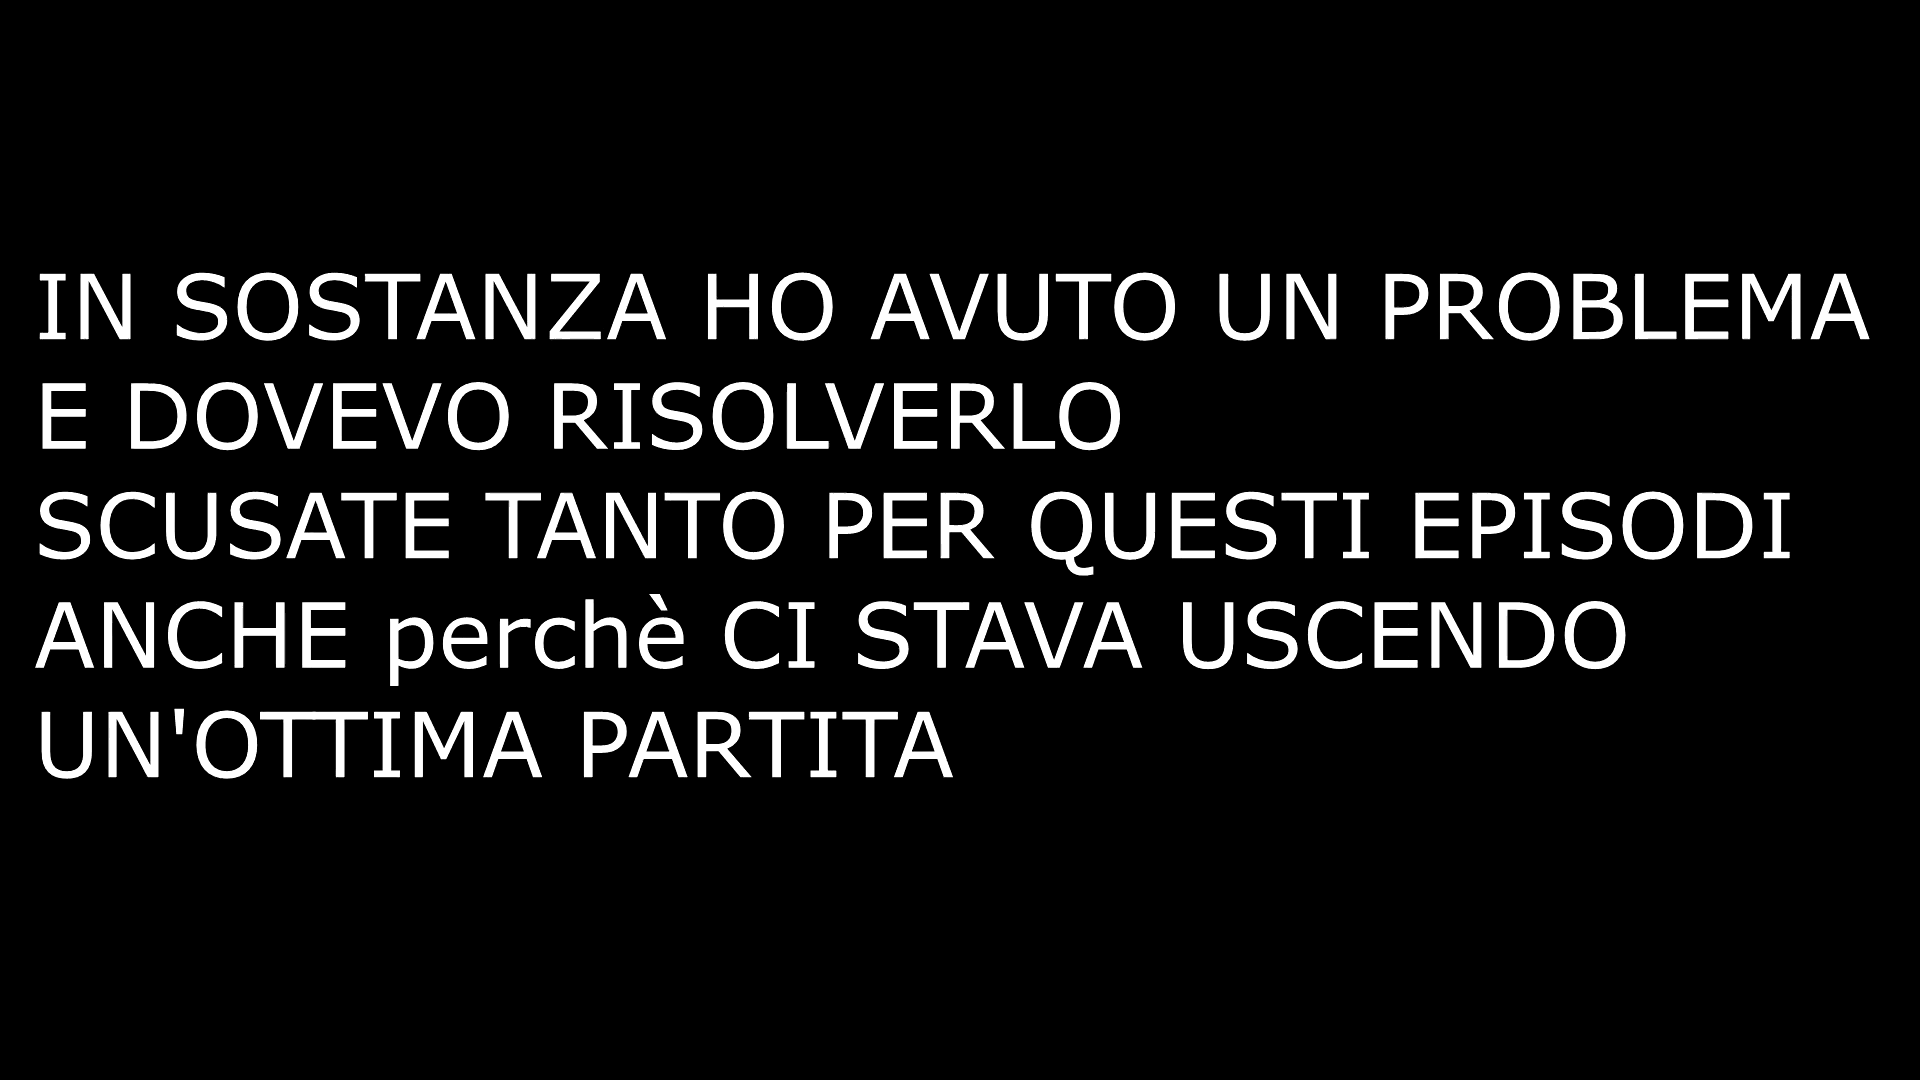 IN SOSTANZA HO AVUTO UN PROBLEMA
E DOVEVO RISOLVERLO
SCUSATE TANTO PER QUESTI EPISODI
ANCHE perchè CI STAVA USCENDO
UN'OTTIMA PARTITA